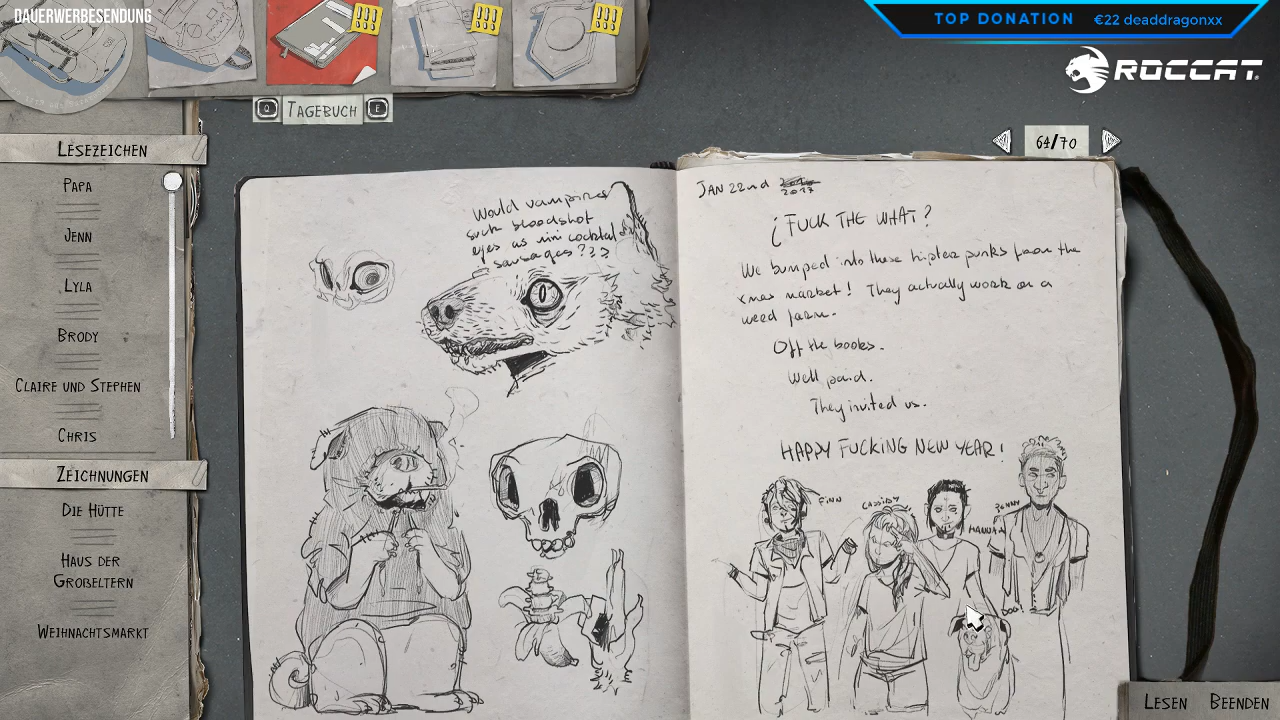 DAUERWERBESENDUNG
TOP DONATION €22 deaddragonxx
ROCCAT
Q TAGEBUCH E
64/70
LESEZEICHEN
PAPA
JENN
LYLA
BRODY
CLAIRE UND STEPHEN
CHRIS
ZEICHNUNGEN
DIE HÜTTE
HAUS DER
GROßELTERN
WEIHNACHTSMARKT
Would vampires
suck bloodshot
eyes as mini cocktail
sausages???
JAN 22nd
2017
¿FUCK THE WHAT?
We bumped into these hipster punks from the
xmas market! They actually work on a
weed farm.
Off the books.
Well paid.
They invited us.
HAPPY FUCKING NEW YEAR!
FINN
CASSIDY
HANNAH
PENNY
DOG
LESEN BEENDEN